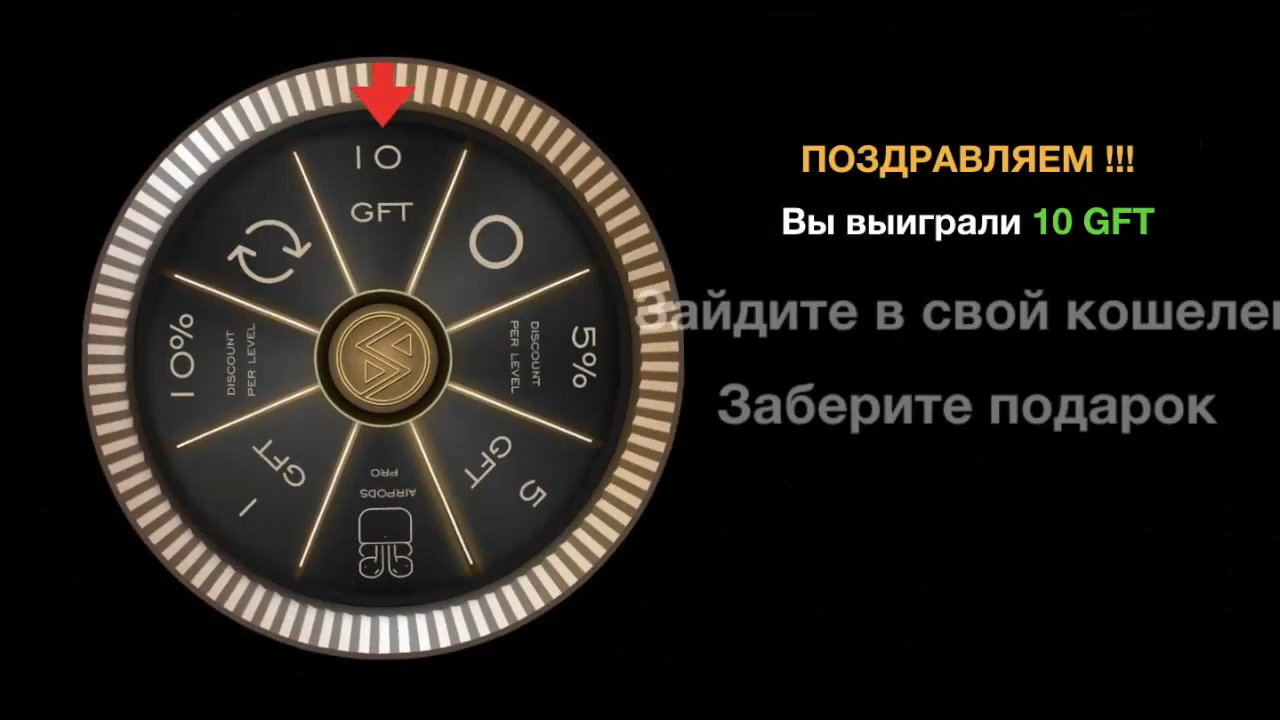 10
GFT
10%
DISCOUNT
PER LEVEL
5%
DISCOUNT
PER LEVEL
1
GFT
AIRPODS
PRO
5
GFT
ПОЗДРАВЛЯЕМ !!!
Вы выиграли 10 GFT
Зайдите в свой
Заберите подарок